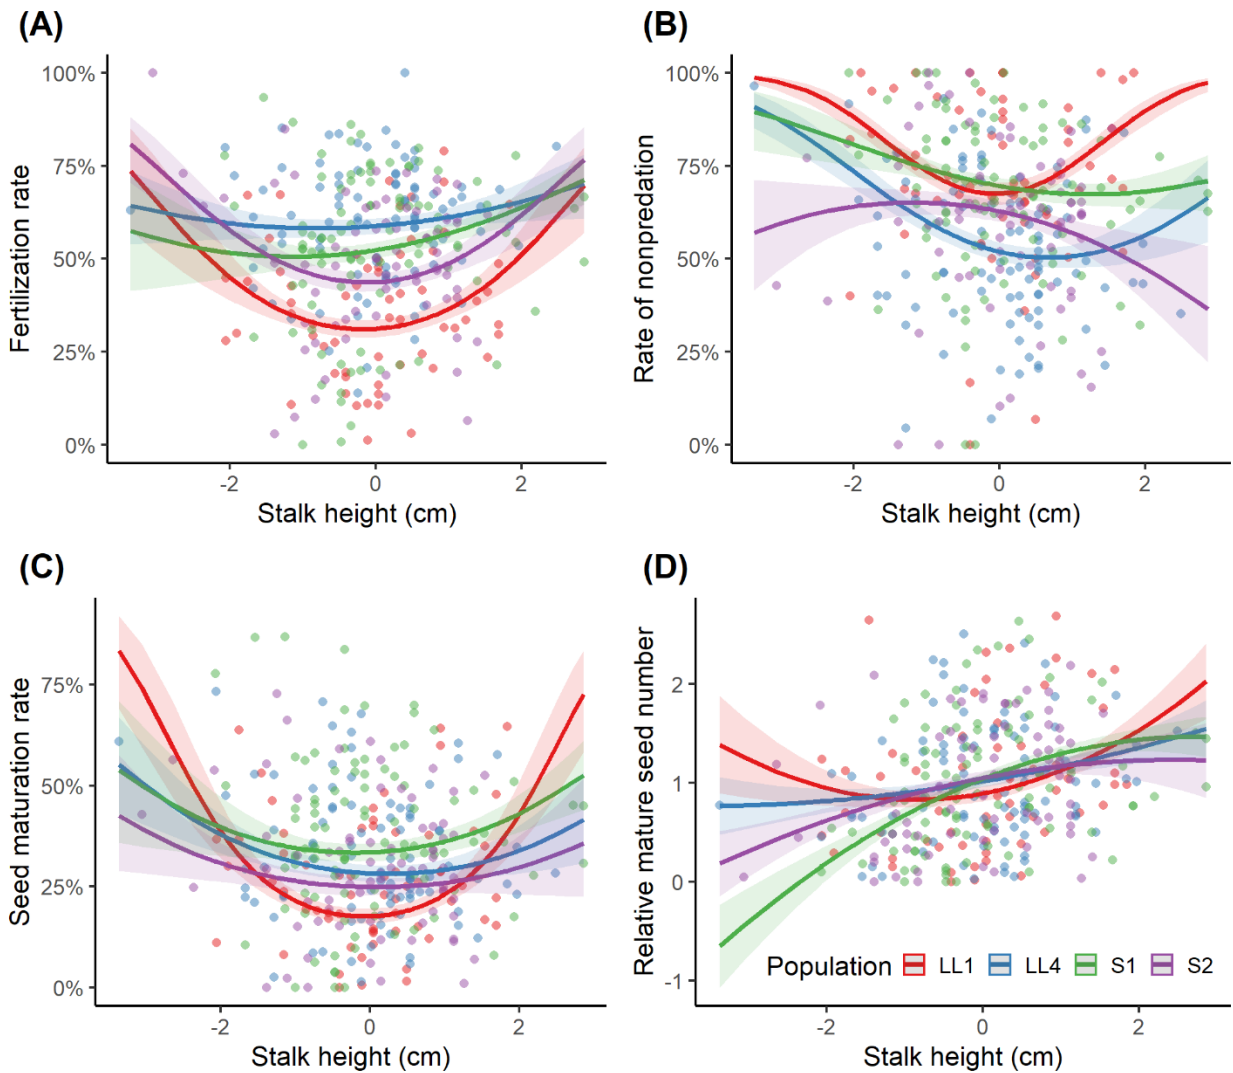 (A)
Fertilization rate
100%
75%
50%
25%
0%
-2 0 2
Stalk height (cm)
(B)
Rate of nonpredation
100%
75%
50%
25%
0%
-2 0 2
Stalk height (cm)
(C)
Seed maturation rate
75%
50%
25%
0%
-2 0 2
Stalk height (cm)
(D)
Relative mature seed number
2
1
0
-1
Population LL1 LL4 S1 S2
-2 0 2
Stalk height (cm)